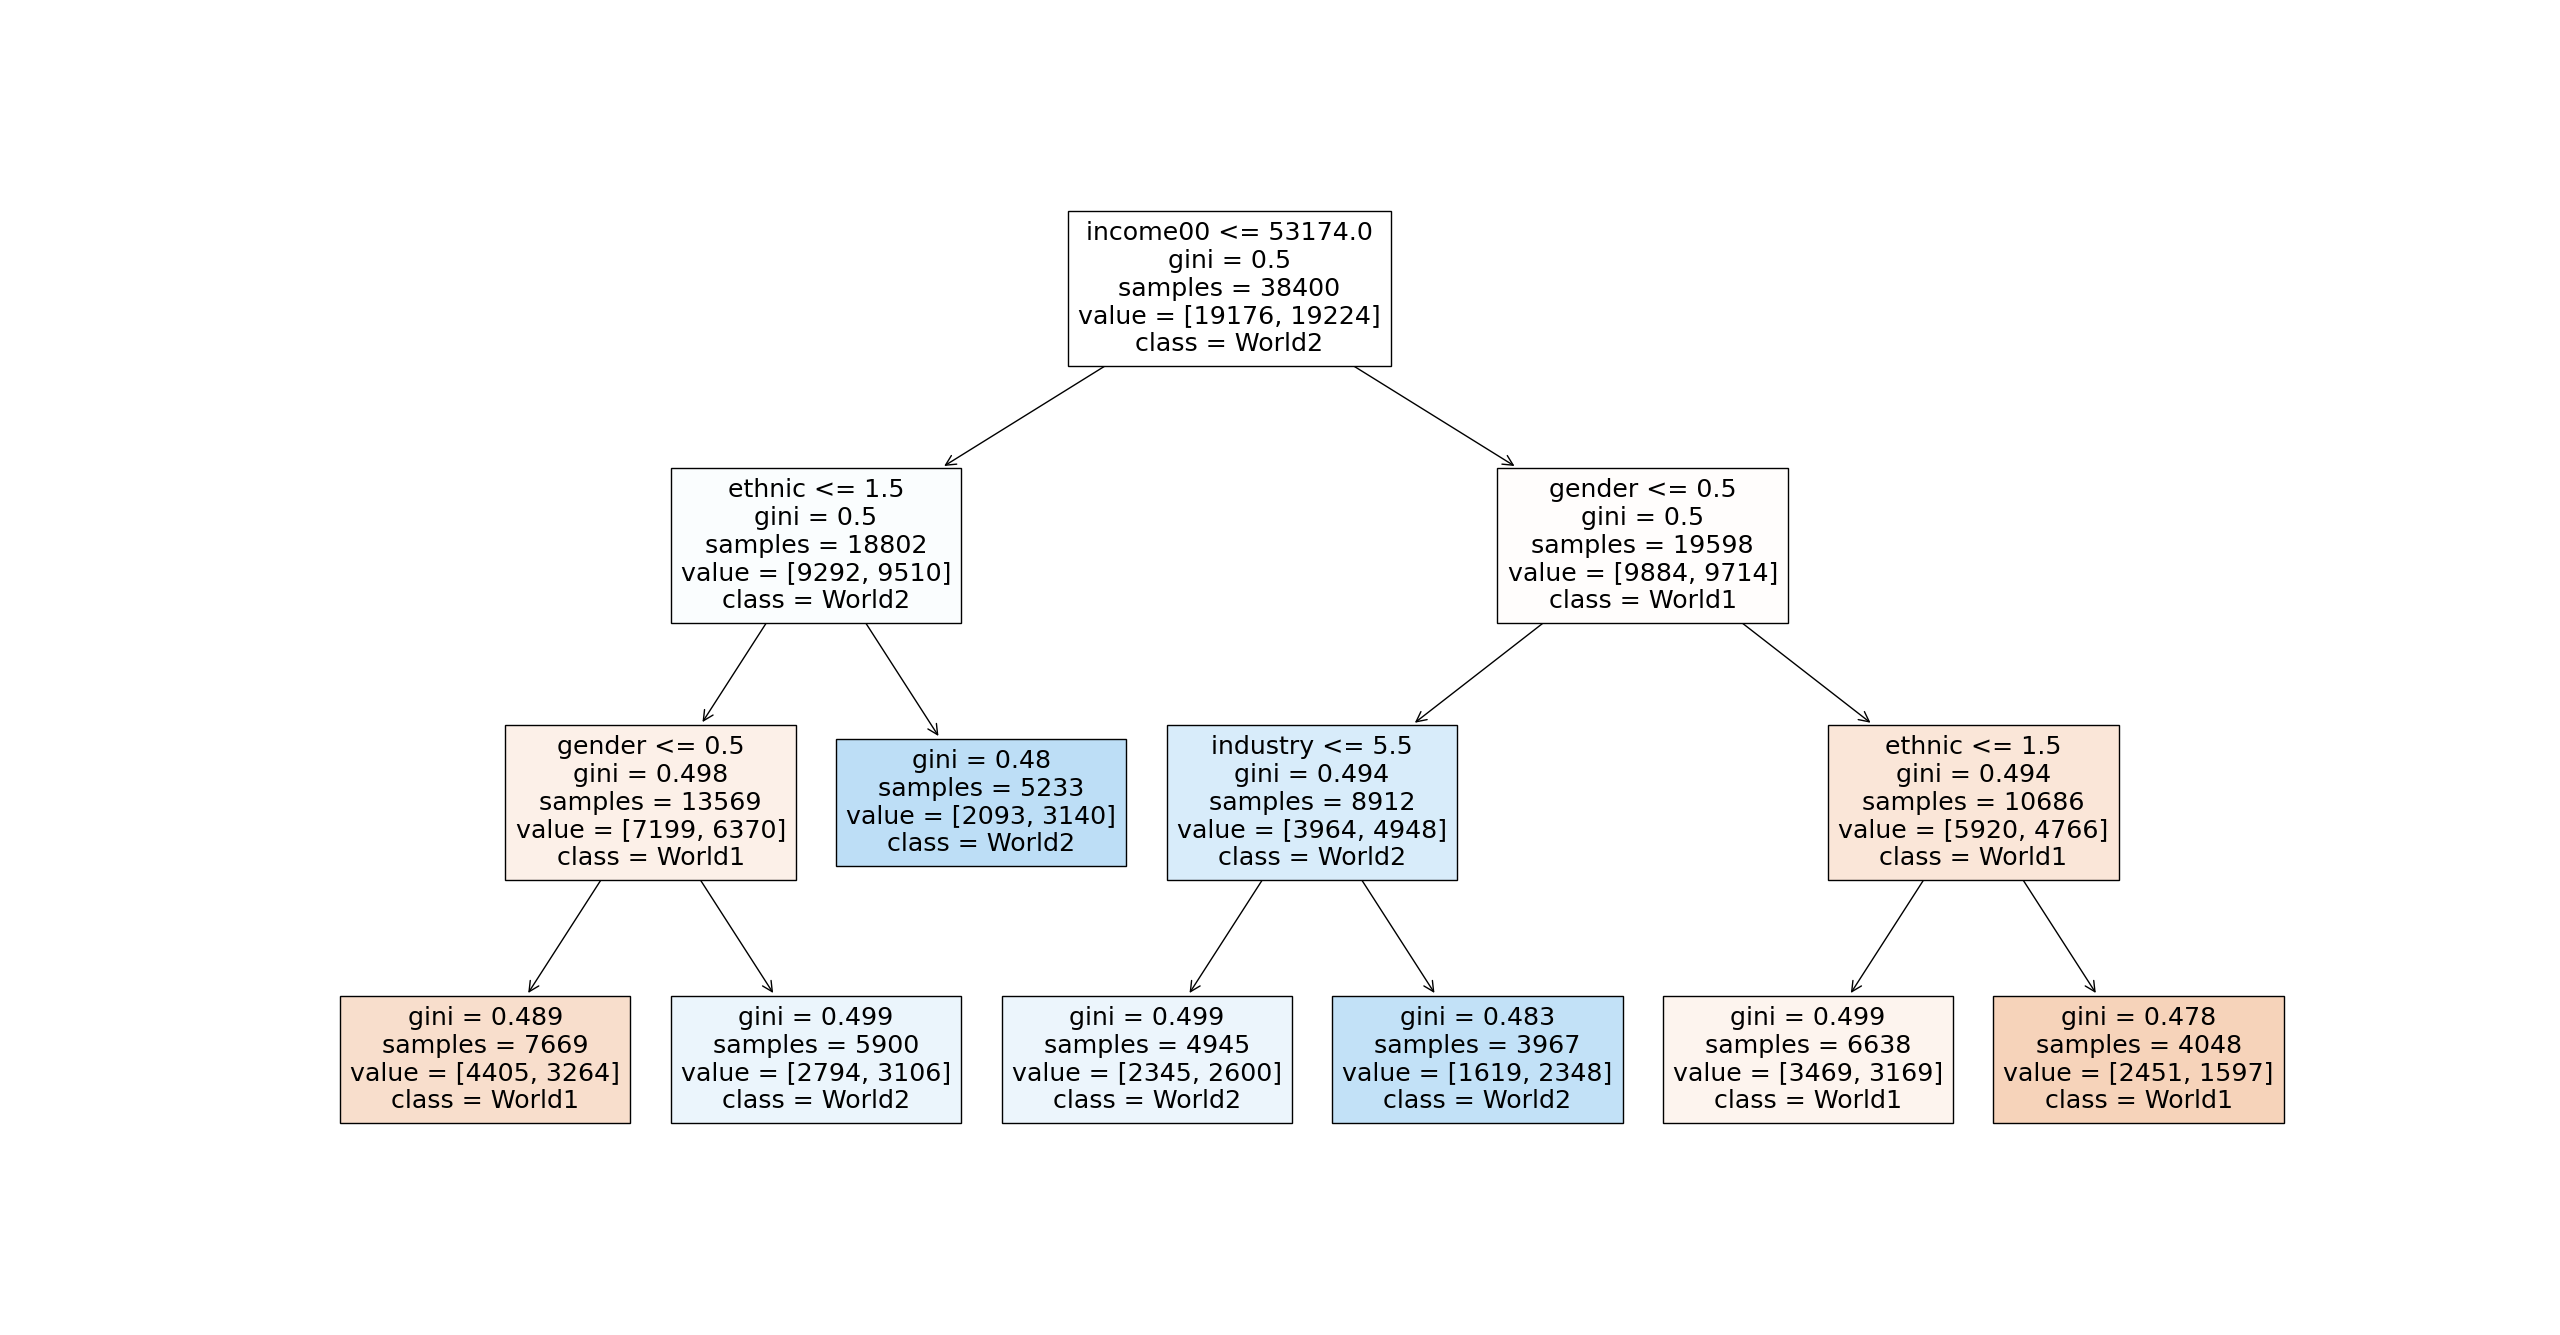 income00 <= 53174.0
gini = 0.5
samples = 38400
value = [19176, 19224]
class = World2
ethnic <= 1.5
gini = 0.5
samples = 18802
value = [9292, 9510]
class = World2
gender <= 0.5
gini = 0.5
samples = 19598
value = [9884, 9714]
class = World1
gender <= 0.5
gini = 0.498
samples = 13569
value = [7199, 6370]
class = World1
gini = 0.48
samples = 5233
value = [2093, 3140]
class = World2
industry <= 5.5
gini = 0.494
samples = 8912
value = [3964, 4948]
class = World2
ethnic <= 1.5
gini = 0.494
samples = 10686
value = [5920, 4766]
class = World1
gini = 0.489
samples = 7669
value = [4405, 3264]
class = World1
gini = 0.499
samples = 5900
value = [2794, 3106]
class = World2
gini = 0.499
samples = 4945
value = [2345, 2600]
class = World2
gini = 0.483
samples = 3967
value = [1619, 2348]
class = World2
gini = 0.499
samples = 6638
value = [3469, 3169]
class = World1
gini = 0.478
samples = 4048
value = [2451, 1597]
class = World1